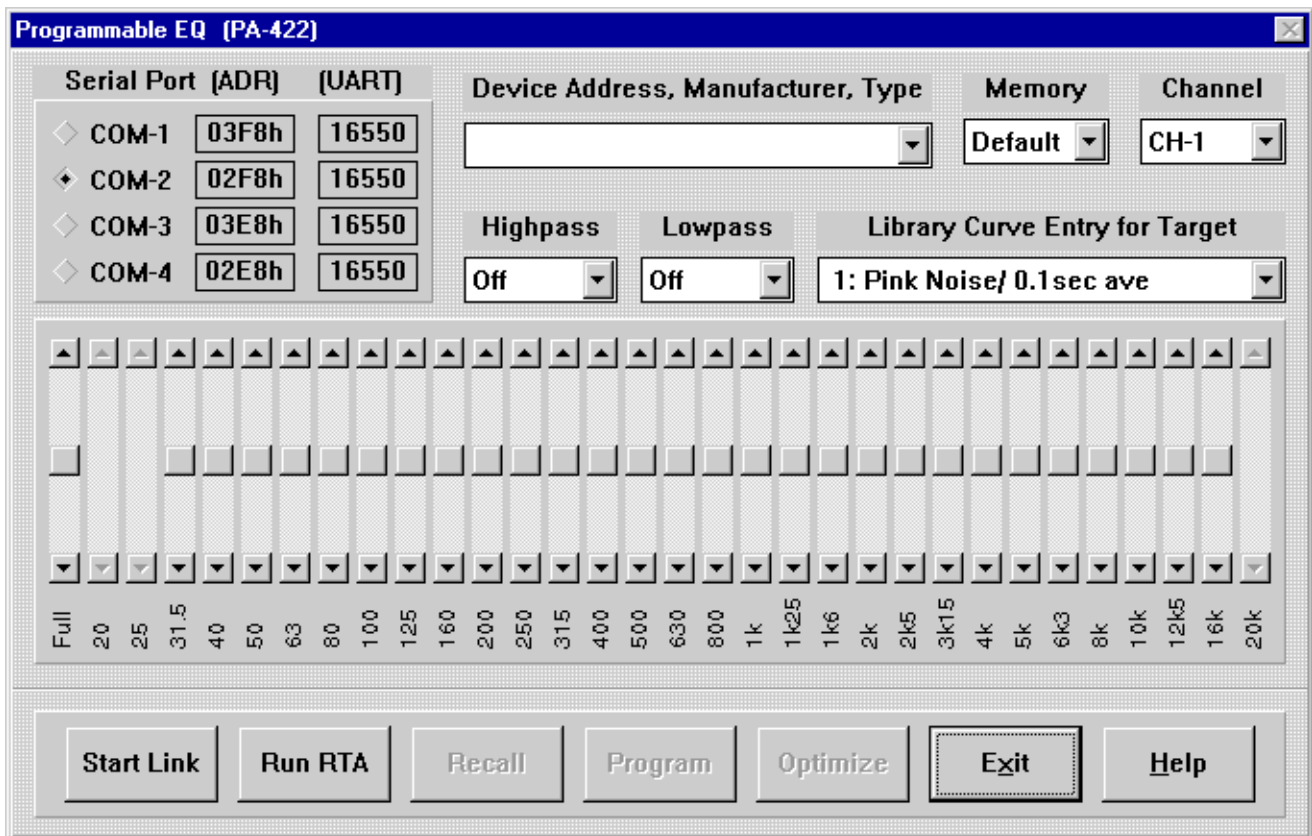 Programmable EQ (PA-422)
Serial Port (ADR) (UART)
COM-1 03F8h 16550
COM-2 02F8h 16550
COM-3 03E8h 16550
COM-4 02E8h 16550
Device Address, Manufacturer, Type
Memory
Default
Channel
CH-1
Highpass
Off
Lowpass
Off
Library Curve Entry for Target
1: Pink Noise/ 0.1sec ave
Full
20
25
31.5
40
50
63
80
100
125
160
200
250
315
400
500
630
800
1k
1k25
1k6
2k
2k5
3k15
4k
5k
6k3
8k
10k
12k5
16k
20k
Start Link
Run RTA
Recall
Program
Optimize
Exit
Help